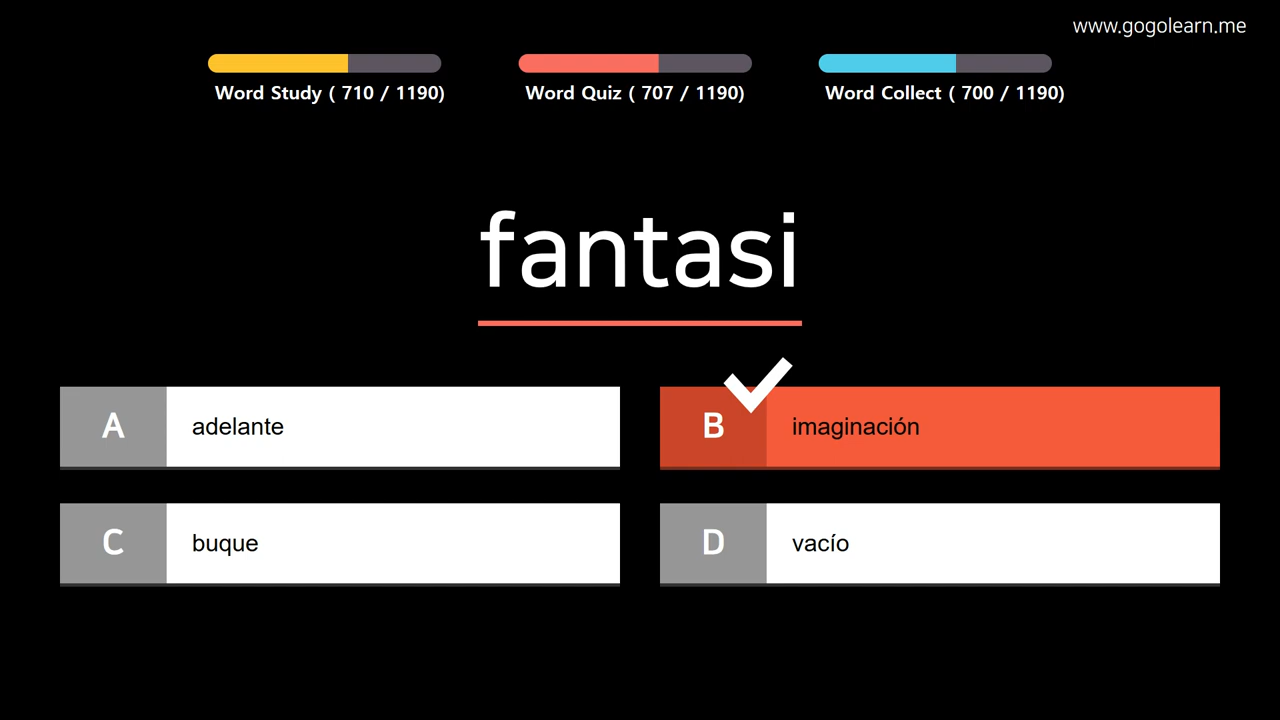 www.gogolearn.me
Word Study ( 710 / 1190)
Word Quiz ( 707 / 1190)
Word Collect ( 700 / 1190)
fantasi
A adelante
B imaginación
C buque
D vacío